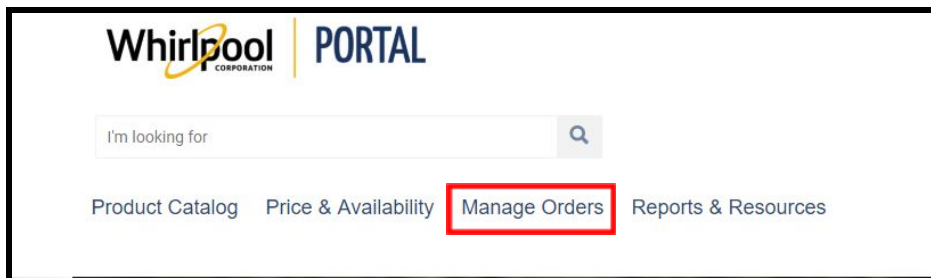 Whirlpool PORTAL
CORPORATION
I'm looking for
Product Catalog Price & Availability Manage Orders Reports & Resources